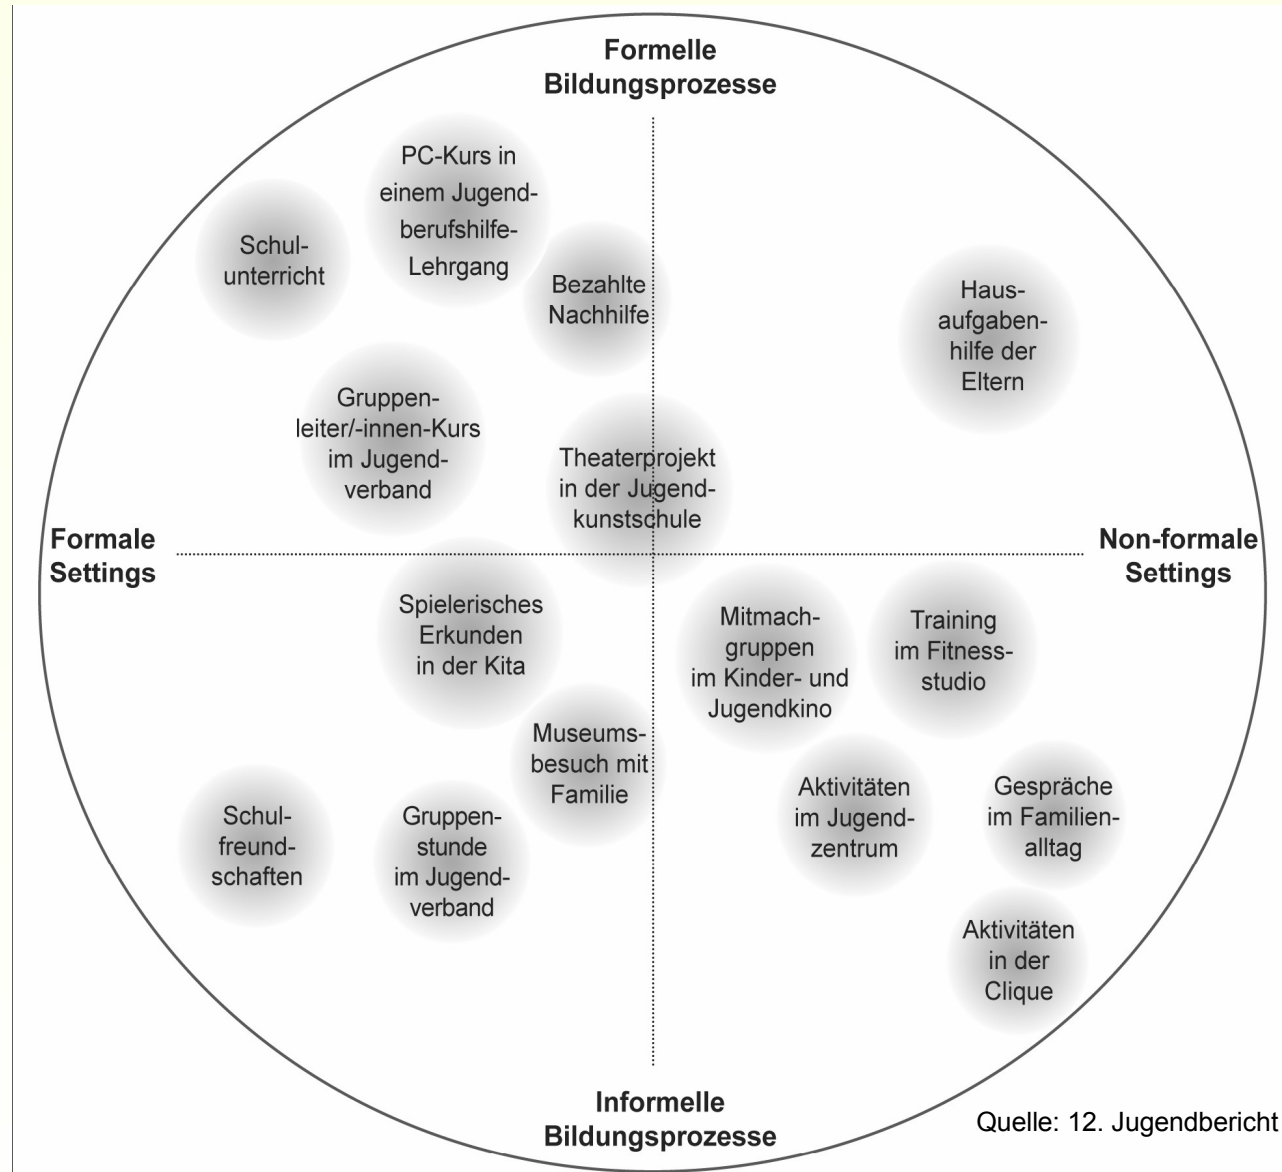 Formelle
Bildungsprozesse
PC-Kurs in
einem Jugend-
berufshilfe-
Lehrgang
Schul-
unterricht
Bezahlte
Nachhilfe
Haus-
aufgaben-
hilfe der
Eltern
Gruppen-
leiter/-innen-Kurs
im Jugend-
verband
Theaterprojekt
in der Jugend-
kunstschule
Formale
Settings
Non-formale
Settings
Spielerisches
Erkunden
in der Kita
Mitmach-
gruppen
im Kinder- und
Jugendkino
Training
im Fitness-
studio
Museums-
besuch mit
Familie
Schul-
freund-
schaften
Gruppen-
stunde
im Jugend-
verband
Aktivitäten
im Jugend-
zentrum
Gespräche
im Familien-
alltag
Aktivitäten
in der
Clique
Informelle
Bildungsprozesse
Quelle: 12. Jugendbericht